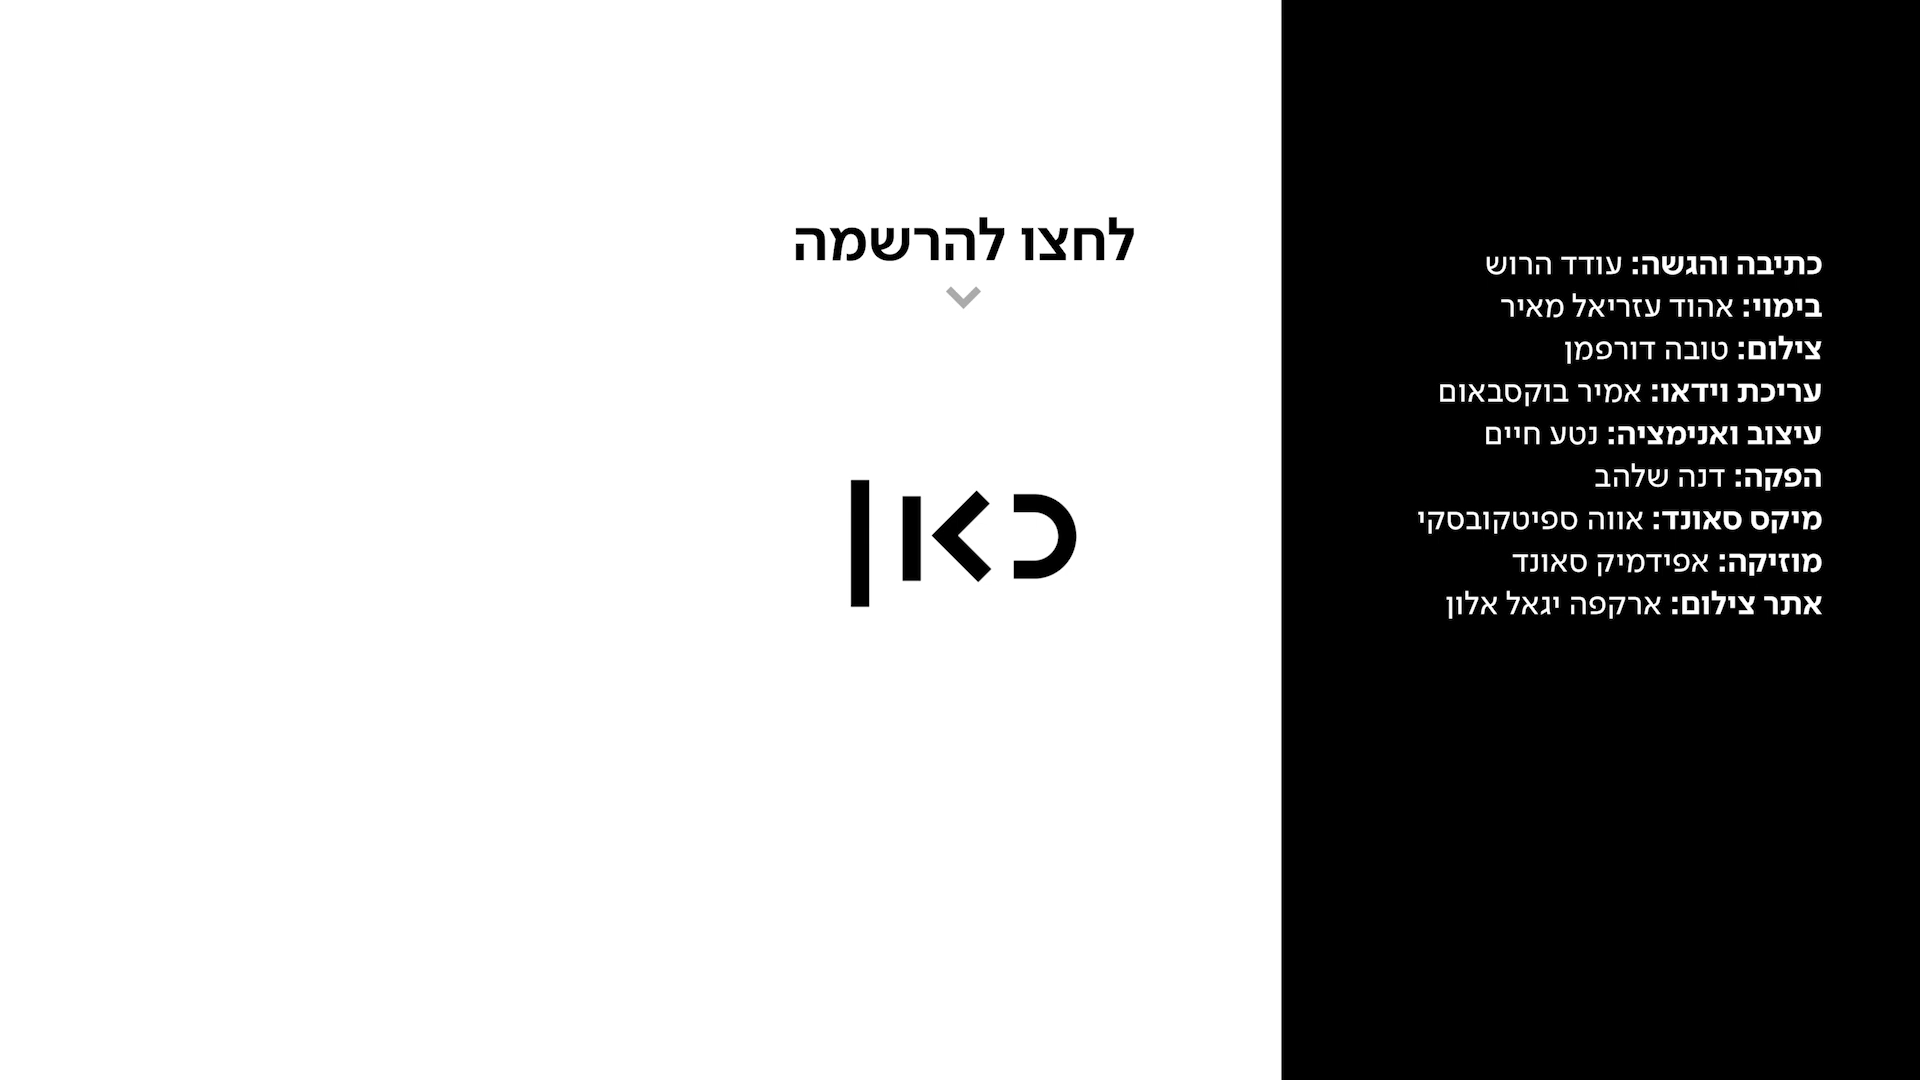 לחצו להרשמה
כאן
כתיבה והגשה: עודד הרוש
בימוי: אהוד עזריאל מאיר
צילום: טובה דורפמן
עריכת וידאו: אמיר בוקסבאום
עיצוב ואנימציה: נטע חיים
הפקה: דנה שלהב
מיקס סאונד: אווה ספיטקובסקי
מוזיקה: אפידמיק סאונד
אתר צילום: ארקפה יגאל אלון